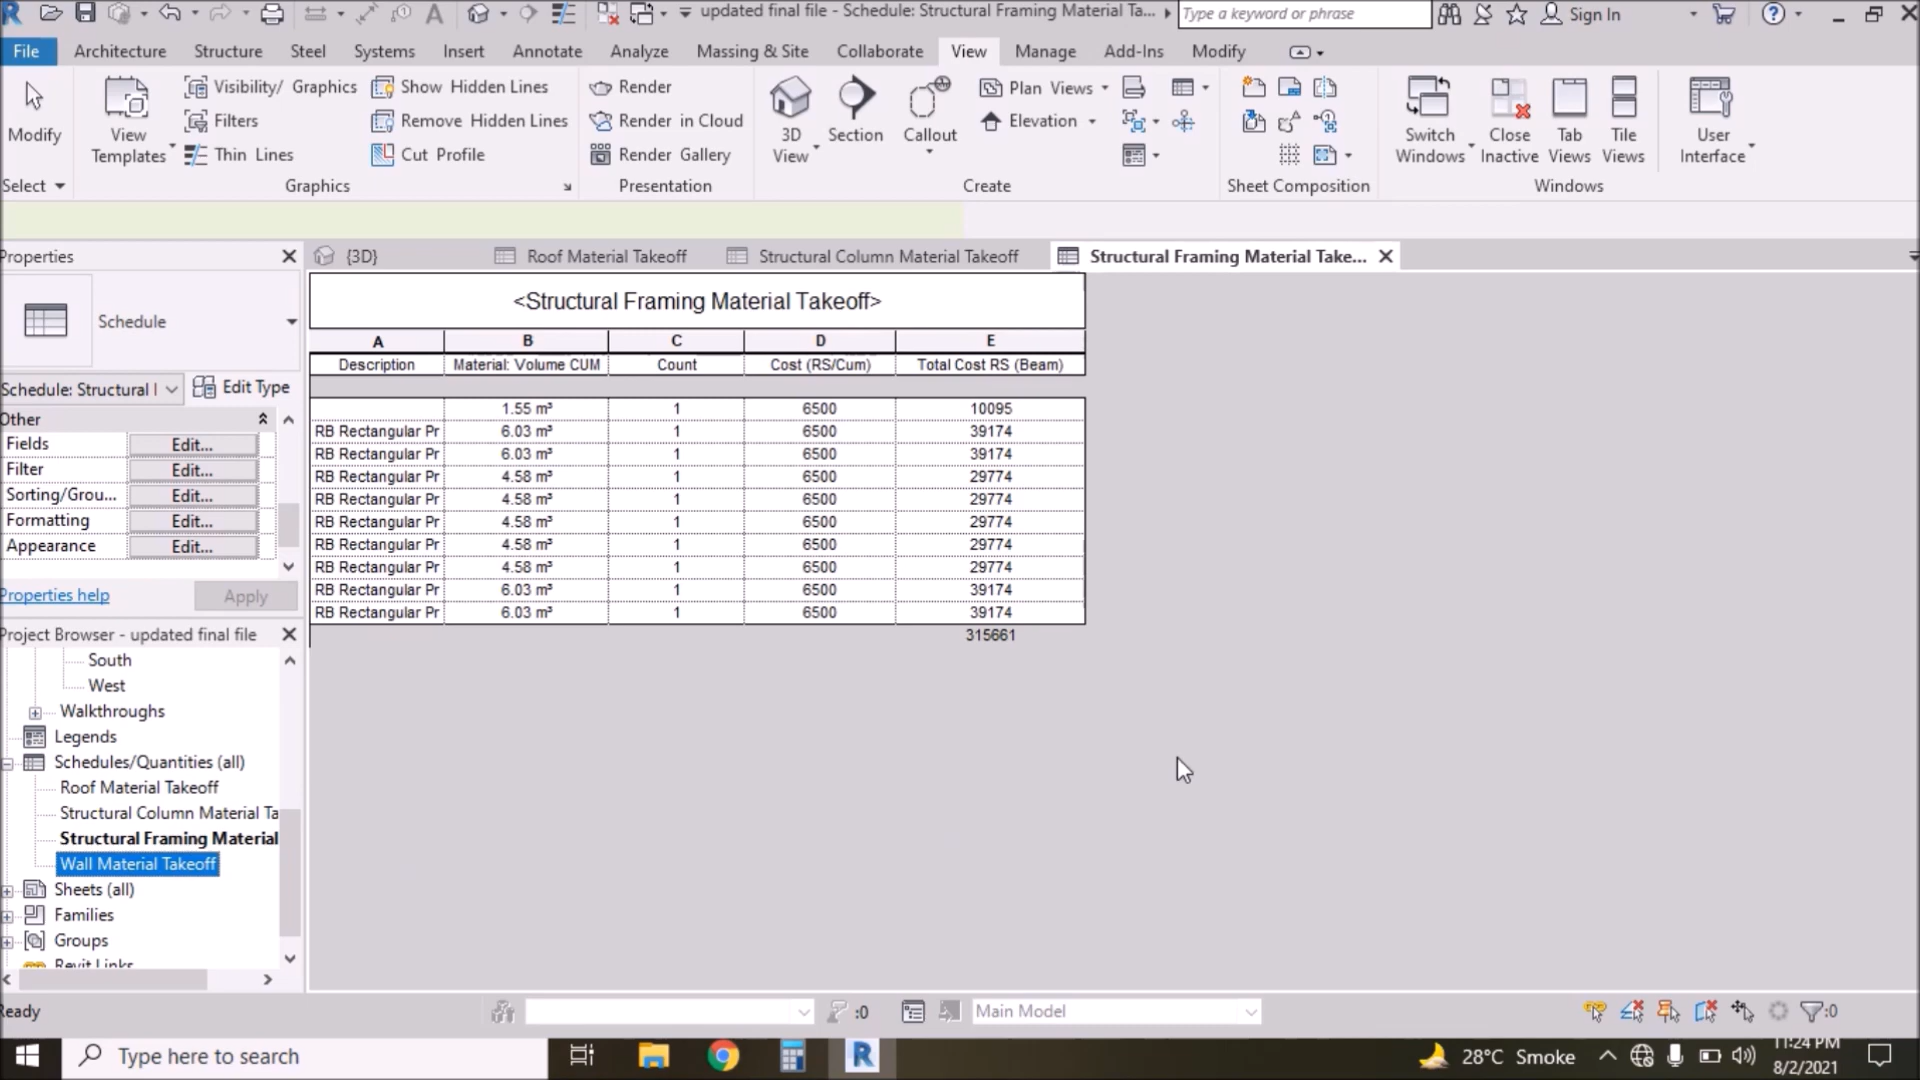 updated final file - Schedule: Structural Framing Material Ta...
Type a keyword or phrase
Sign In
File Architecture Structure Steel Systems Insert Annotate Analyze Massing & Site Collaborate View Manage Add-Ins Modify
Modify
Select
View
Templates
Visibility/ Graphics
Filters
Thin Lines
Show Hidden Lines
Remove Hidden Lines
Cut Profile
Graphics
Render
Render in Cloud
Render Gallery
Presentation
3D
View
Section
Callout
Plan Views
Elevation
Create
Sheet Composition
Switch
Windows
Close
Inactive
Tab
Views
Tile
Views
Windows
User
Interface
Properties
{3D}
Roof Material Takeoff
Structural Column Material Takeoff
Structural Framing Material Take...
Schedule
Schedule: Structural I
Edit Type
Other
Fields Edit...
Filter Edit...
Sorting/Grou... Edit...
Formatting Edit...
Appearance Edit...
Properties help
Apply
<Structural Framing Material Takeoff>
A B C D E
Description Material: Volume CUM Count Cost (RS/Cum) Total Cost RS (Beam)
1.55 m³ 1 6500 10095
RB Rectangular Pr 6.03 m³ 1 6500 39174
RB Rectangular Pr 6.03 m³ 1 6500 39174
RB Rectangular Pr 4.58 m³ 1 6500 29774
RB Rectangular Pr 4.58 m³ 1 6500 29774
RB Rectangular Pr 4.58 m³ 1 6500 29774
RB Rectangular Pr 4.58 m³ 1 6500 29774
RB Rectangular Pr 4.58 m³ 1 6500 29774
RB Rectangular Pr 6.03 m³ 1 6500 39174
RB Rectangular Pr 6.03 m³ 1 6500 39174
315661
Project Browser - updated final file
South
West
Walkthroughs
Legends
Schedules/Quantities (all)
Roof Material Takeoff
Structural Column Material Ta
Structural Framing Material
Wall Material Takeoff
Sheets (all)
Families
Groups
Revit Links
Ready
:0
Main Model
:0
Type here to search
28°C Smoke
11:24 PM
8/2/2021